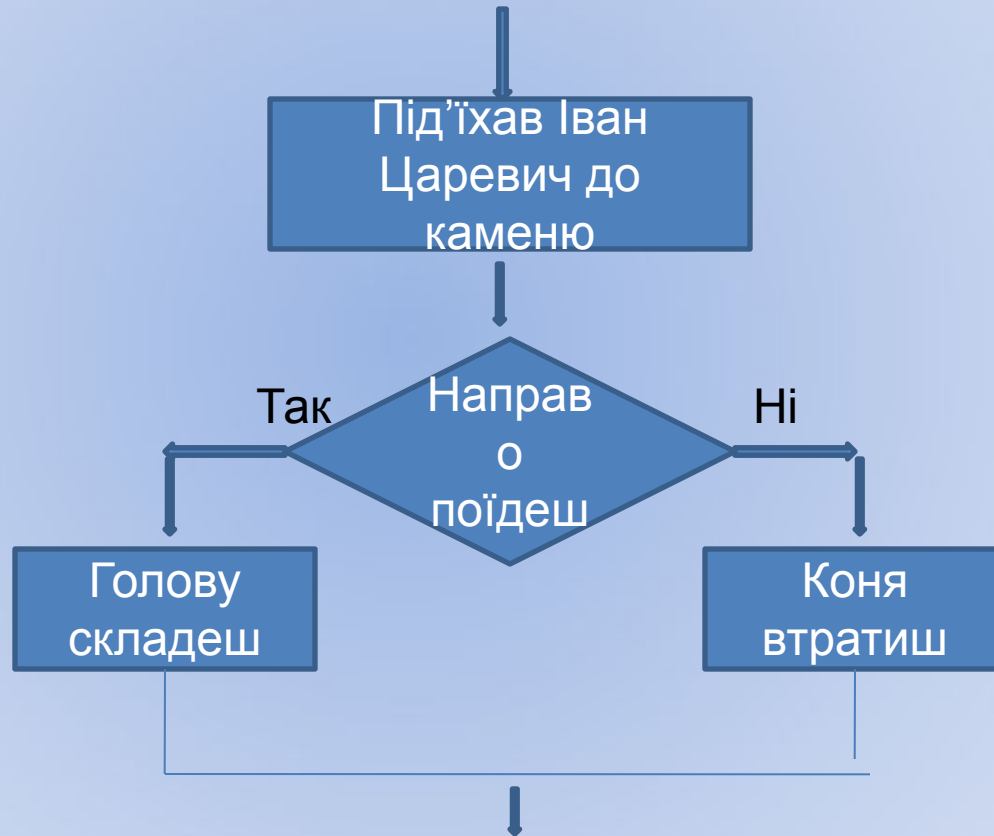 Під’їхав Іван
Царевич до
каменю
Так
Направ
о
поїдеш
Ні
Голову
складеш
Коня
втратиш